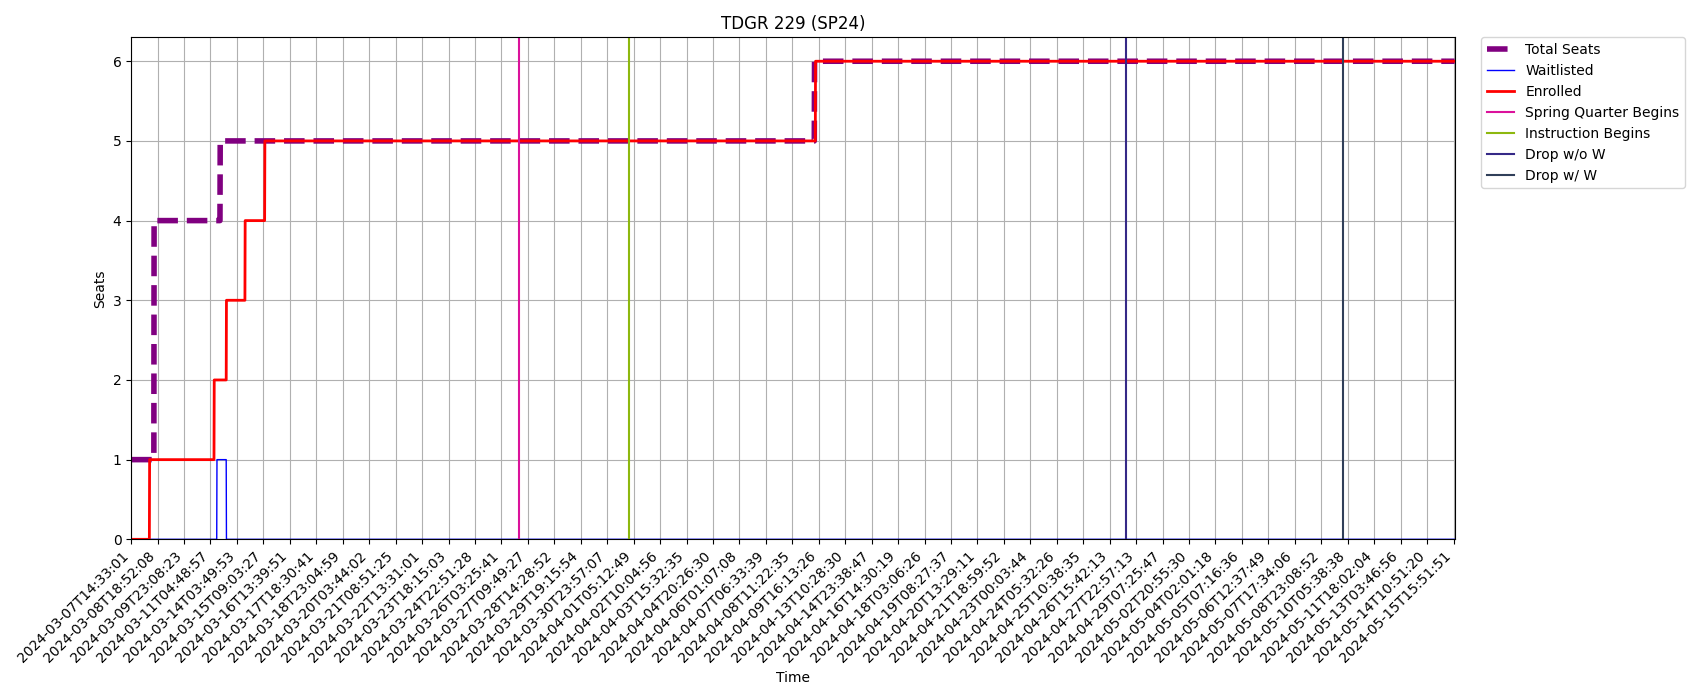 TDGR 229 (SP24)
Total Seats
Waitlisted
Enrolled
Spring Quarter Begins
Instruction Begins
Drop w/o W
Drop w/ W
Seats
6
5
4
3
2
1
0
2024-03-07T14:33:01
2024-03-08T18:52:08
2024-03-09T23:08:23
2024-03-11T04:48:57
2024-03-14T03:49:53
2024-03-15T09:03:27
2024-03-16T13:39:51
2024-03-17T18:30:41
2024-03-18T23:04:59
2024-03-20T03:44:02
2024-03-21T08:51:25
2024-03-22T13:31:01
2024-03-23T18:15:03
2024-03-24T22:51:28
2024-03-26T03:25:41
2024-03-27T09:49:27
2024-03-28T14:28:52
2024-03-29T19:15:54
2024-03-30T23:57:07
2024-04-01T05:12:49
2024-04-02T10:04:56
2024-04-03T15:32:35
2024-04-04T20:26:30
2024-04-06T01:07:08
2024-04-07T06:33:39
2024-04-08T11:22:35
2024-04-09T16:13:26
2024-04-13T10:28:30
2024-04-14T23:38:47
2024-04-16T14:30:19
2024-04-18T03:06:26
2024-04-19T08:27:37
2024-04-20T13:29:11
2024-04-21T18:59:52
2024-04-23T00:03:44
2024-04-24T05:32:26
2024-04-25T10:38:35
2024-04-26T15:42:13
2024-04-27T22:57:13
2024-04-29T07:25:47
2024-05-02T20:55:30
2024-05-04T02:01:18
2024-05-05T07:16:36
2024-05-06T12:37:49
2024-05-07T17:34:06
2024-05-08T23:08:52
2024-05-10T05:38:38
2024-05-11T18:02:04
2024-05-13T03:46:56
2024-05-14T10:51:20
2024-05-15T15:51:51
Time